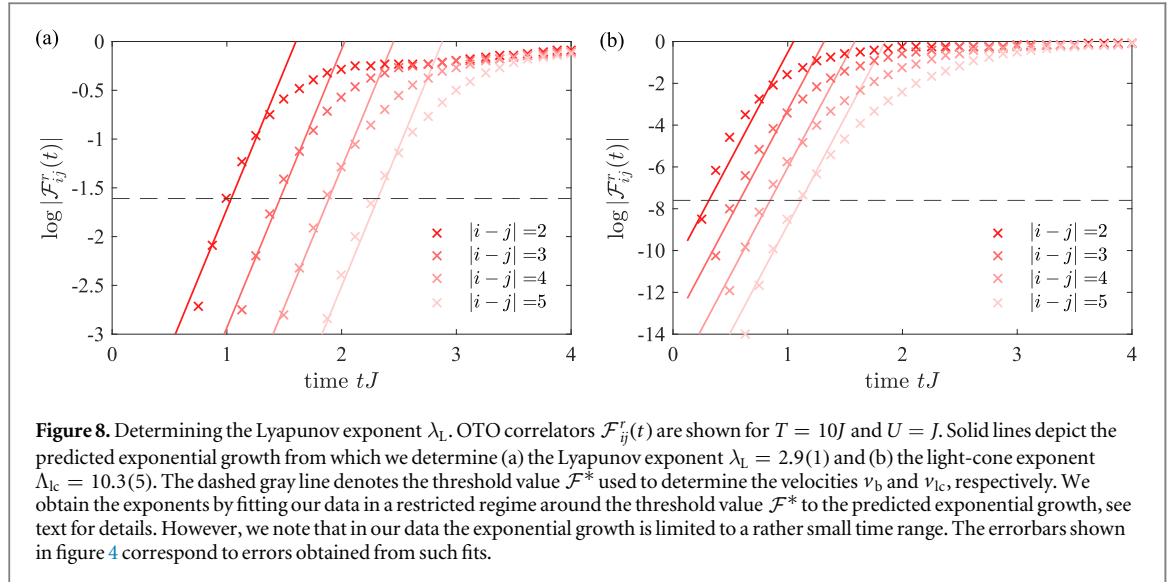 (a)
0
-0.5
-1
-1.5
-2
-2.5
-3
log |𝓕ʳᵢⱼ(t)|
0 1 2 3 4
time tJ
|i − j| =2
|i − j| =3
|i − j| =4
|i − j| =5
(b)
0
-2
-4
-6
-8
-10
-12
-14
log |𝓕ʳᵢⱼ(t)|
0 1 2 3 4
time tJ
|i − j| =2
|i − j| =3
|i − j| =4
|i − j| =5
Figure 8. Determining the Lyapunov exponent λ_L. OTO correlators 𝓕ʳᵢⱼ(t) are shown for T = 10J and U = J. Solid lines depict the
predicted exponential growth from which we determine (a) the Lyapunov exponent λ_L = 2.9(1) and (b) the light-cone exponent
Λ_lc = 10.3(5). The dashed gray line denotes the threshold value 𝓕* used to determine the velocities v_b and v_lc, respectively. We
obtain the exponents by fitting our data in a restricted regime around the threshold value 𝓕* to the predicted exponential growth, see
text for details. However, we note that in our data the exponential growth is limited to a rather small time range. The errorbars shown
in figure 4 correspond to errors obtained from such fits.